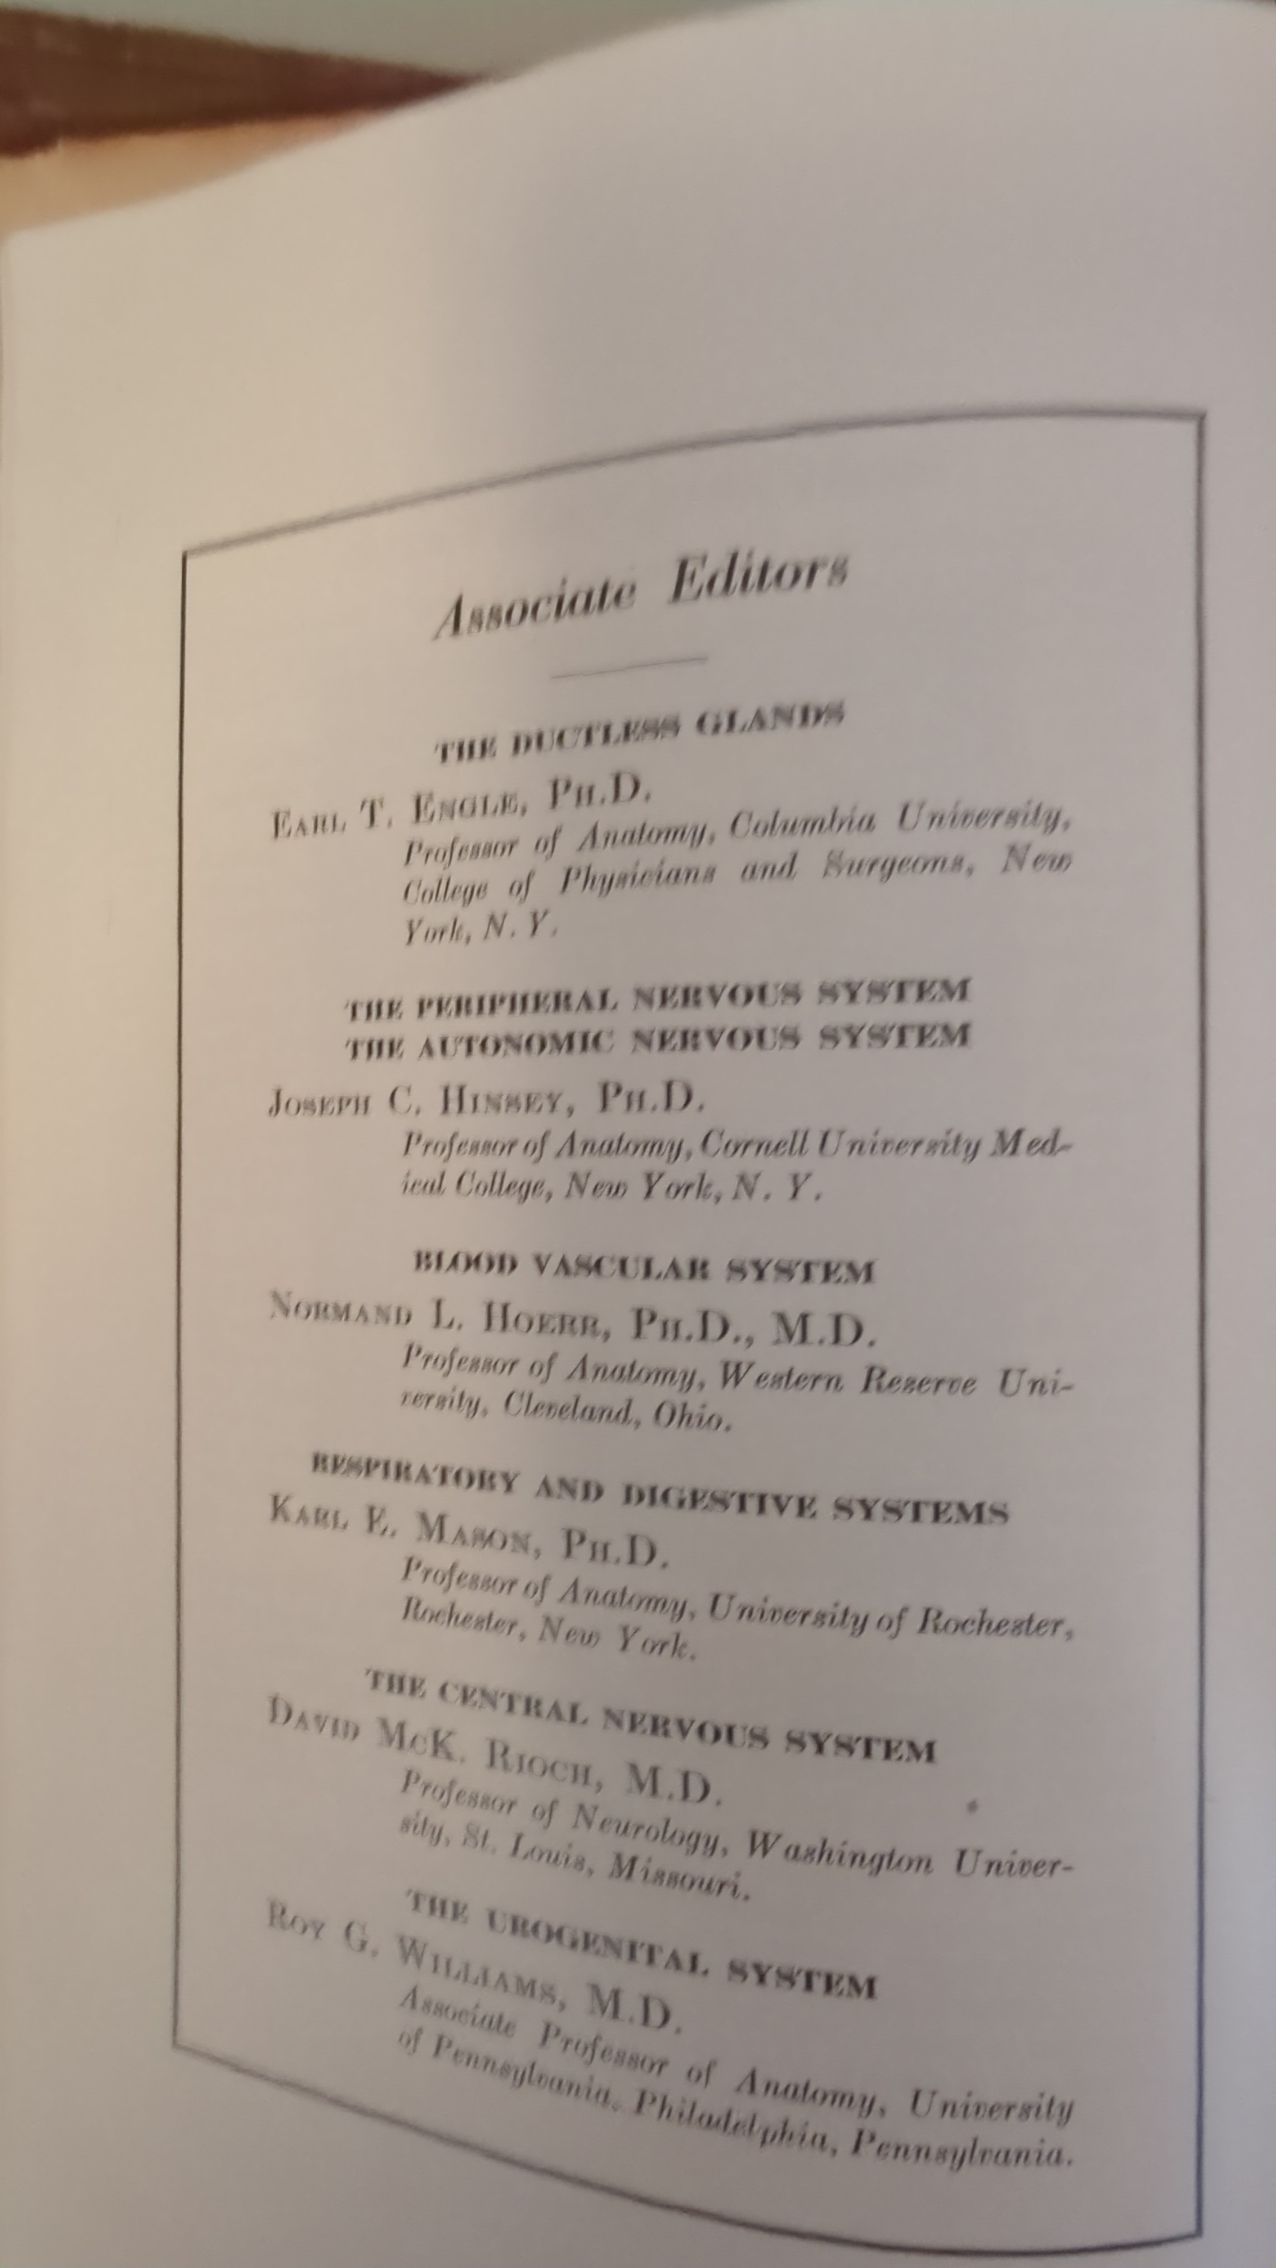 Associate Editors
THE DUCTLESS GLANDS
EARL T. ENGLE, PH.D.
Professor of Anatomy, Columbia University,
College of Physicians and Surgeons, New
York, N. Y.
THE PERIPHERAL NERVOUS SYSTEM
THE AUTONOMIC NERVOUS SYSTEM
JOSEPH C. HINSEY, PH.D.
Professor of Anatomy, Cornell University Med-
ical College, New York, N. Y.
BLOOD VASCULAR SYSTEM
NORMAND L. HOERR, PH.D., M.D.
Professor of Anatomy, Western Reserve Uni-
versity, Cleveland, Ohio.
RESPIRATORY AND DIGESTIVE SYSTEMS
KARL E. MASON, PH.D.
Professor of Anatomy, University of Rochester,
Rochester, New York.
THE CENTRAL NERVOUS SYSTEM
DAVID McK. RIOCH, M.D.
Professor of Neurology, Washington Univer-
sity, St. Louis, Missouri.
THE UROGENITAL SYSTEM
ROY G. WILLIAMS, M.D.
Associate Professor of Anatomy, University
of Pennsylvania, Philadelphia, Pennsylvania.